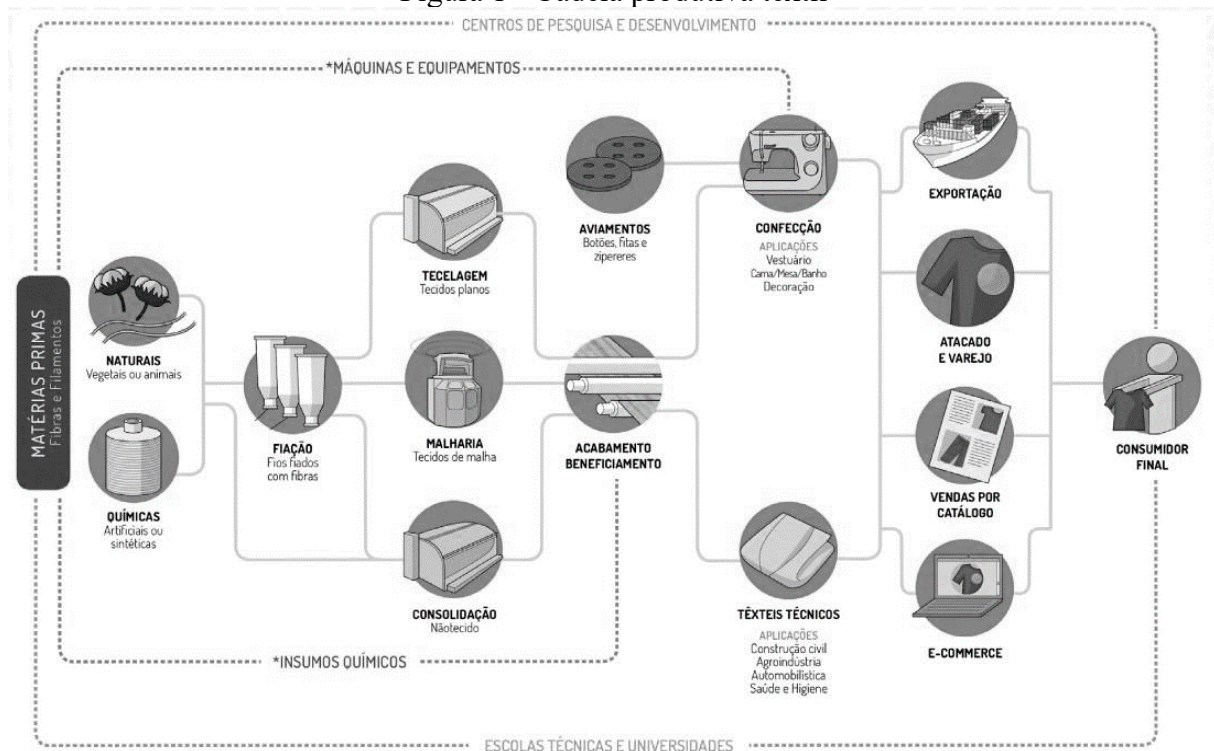 CENTROS DE PESQUISA E DESENVOLVIMENTO
*MÁQUINAS E EQUIPAMENTOS
MATÉRIAS PRIMAS
Fibras e Filamentos
NATURAIS
Vegetais ou animais
QUÍMICAS
Artificiais ou
sintéticas
FIAÇÃO
Fios fiados
com fibras
TECELAGEM
Tecidos planos
MALHARIA
Tecidos de malha
CONSOLIDAÇÃO
Nãotecido
AVIAMENTOS
Botões, fitas e
zipereres
ACABAMENTO
BENEFICIAMENTO
CONFECÇÃO
APLICAÇÕES
Vestuário
Cama/Mesa/Banho
Decoração
TÊXTEIS TÉCNICOS
APLICAÇÕES
Construção civil
Agroindústria
Automobilística
Saúde e Higiene
EXPORTAÇÃO
ATACADO
E VAREJO
VENDAS POR
CATÁLOGO
E-COMMERCE
CONSUMIDOR
FINAL
*INSUMOS QUÍMICOS
ESCOLAS TÉCNICAS E UNIVERSIDADES